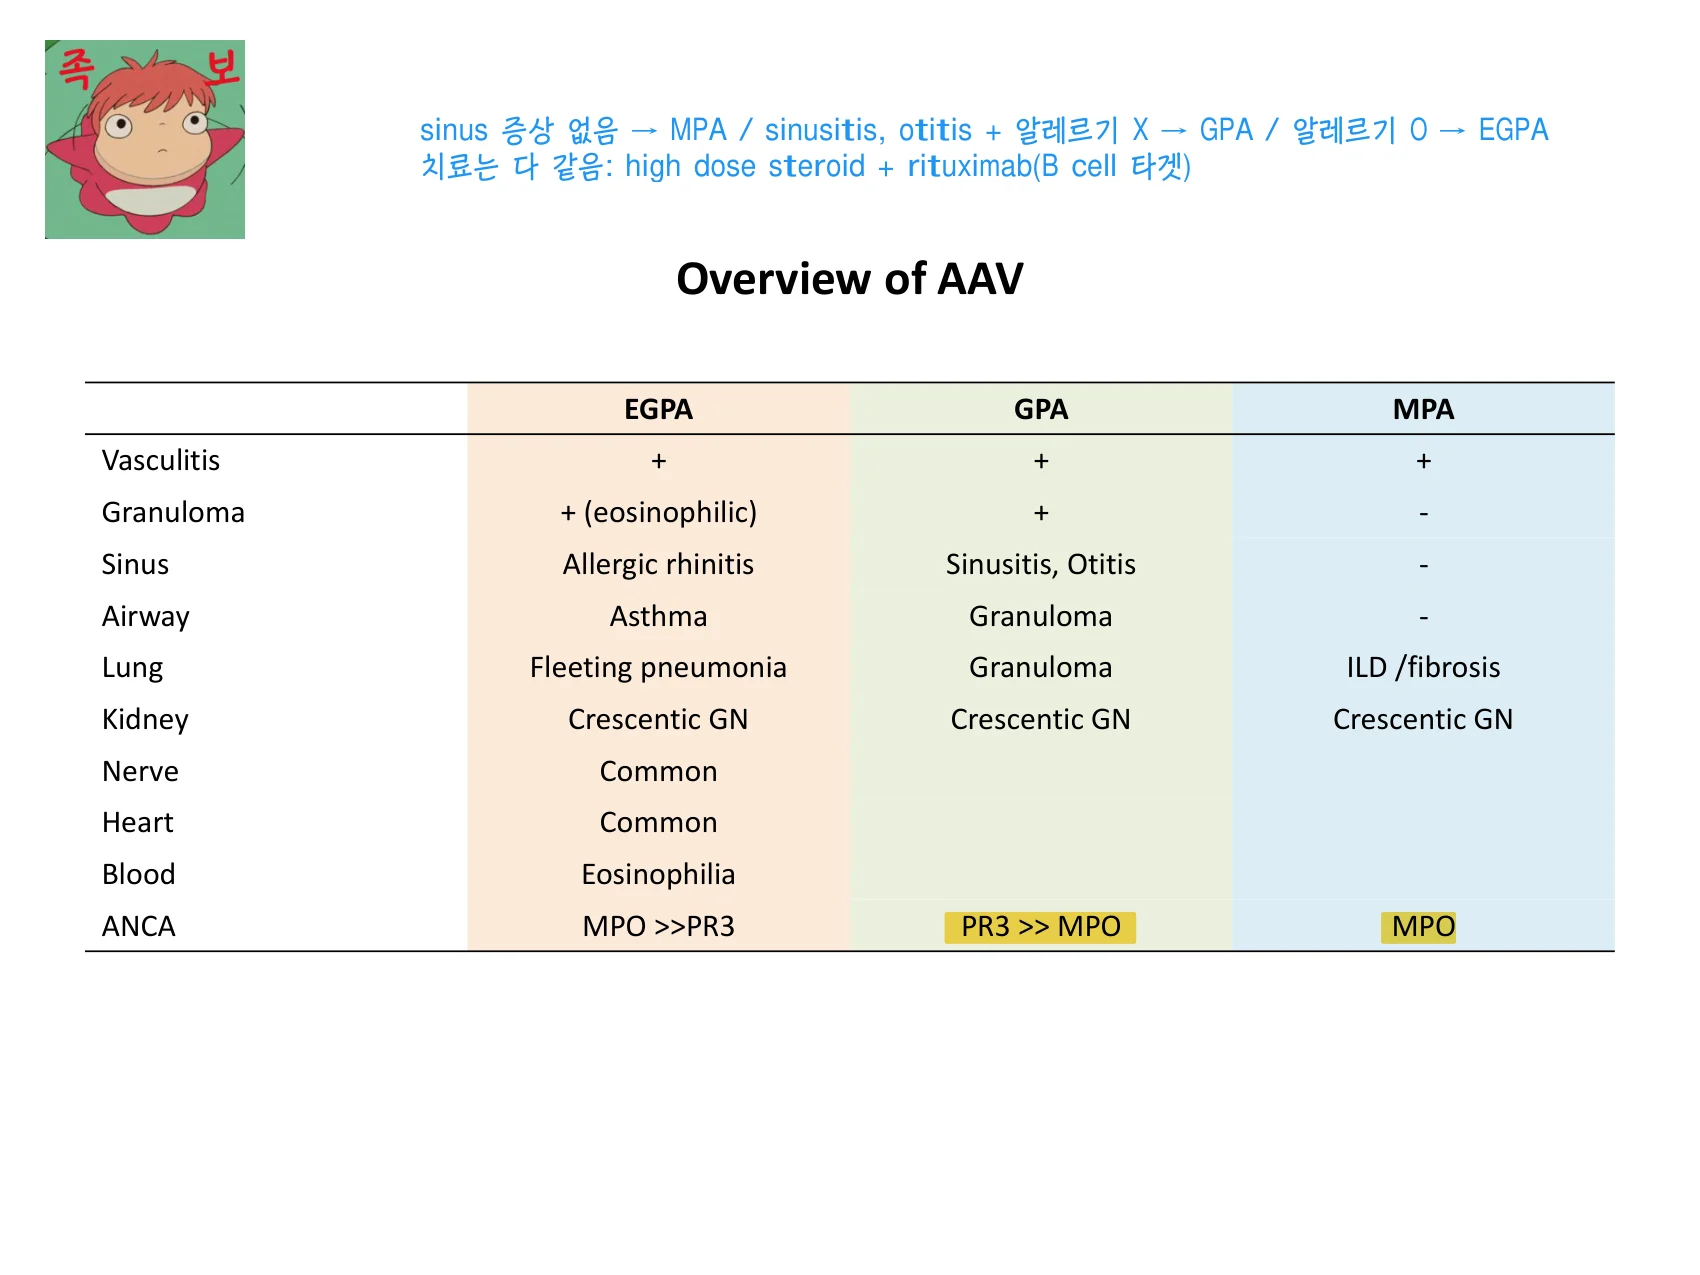 족 보
sinus 증상 없음 → MPA / sinusitis, otitis + 알레르기 X → GPA / 알레르기 O → EGPA
치료는 다 같음: high dose steroid + rituximab(B cell 타겟)
Overview of AAV
EGPA GPA MPA
Vasculitis + + +
Granuloma + (eosinophilic) + -
Sinus Allergic rhinitis Sinusitis, Otitis -
Airway Asthma Granuloma -
Lung Fleeting pneumonia Granuloma ILD /fibrosis
Kidney Crescentic GN Crescentic GN Crescentic GN
Nerve Common
Heart Common
Blood Eosinophilia
ANCA MPO >>PR3 PR3 >> MPO MPO